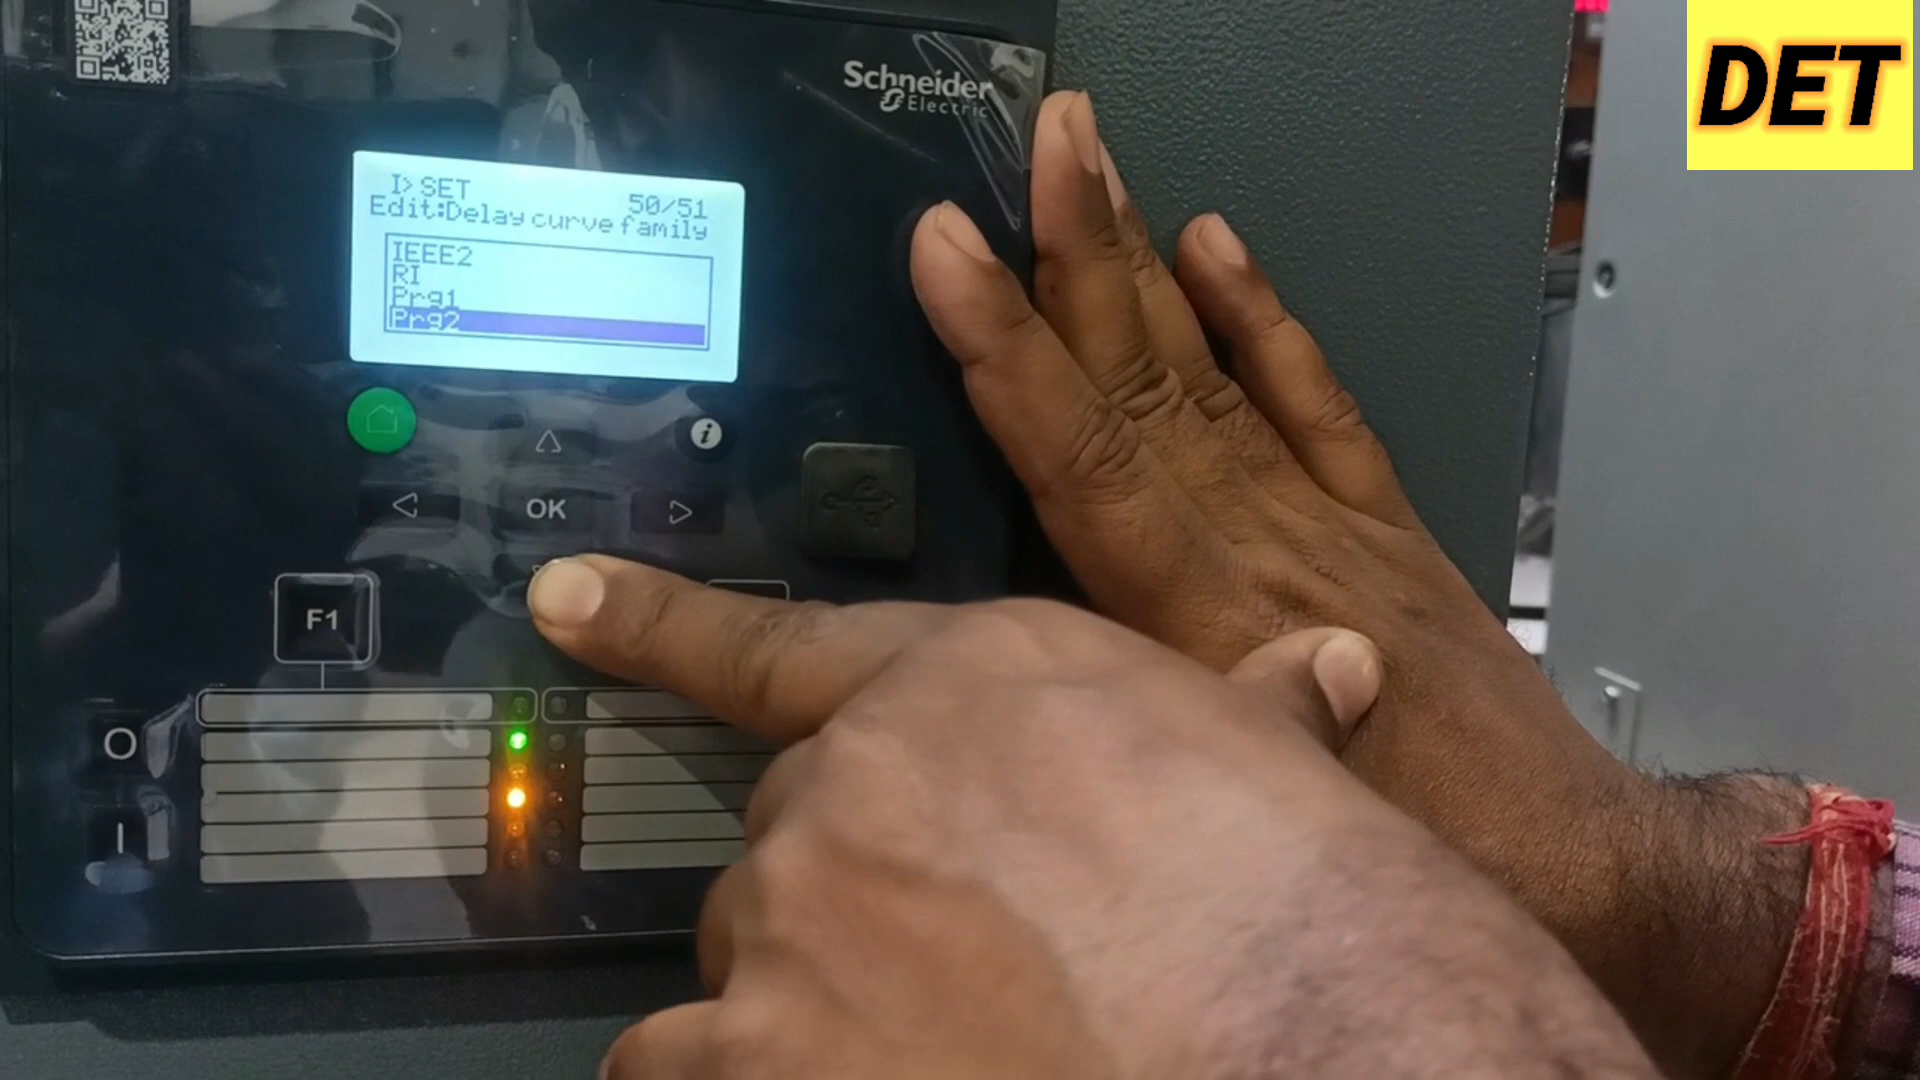 DET
Schneider
Electric
I> SET
50/51
Edit:Delay curve family
IEEE2
RI
Prg1
Prg2
i
OK
F1
O
I